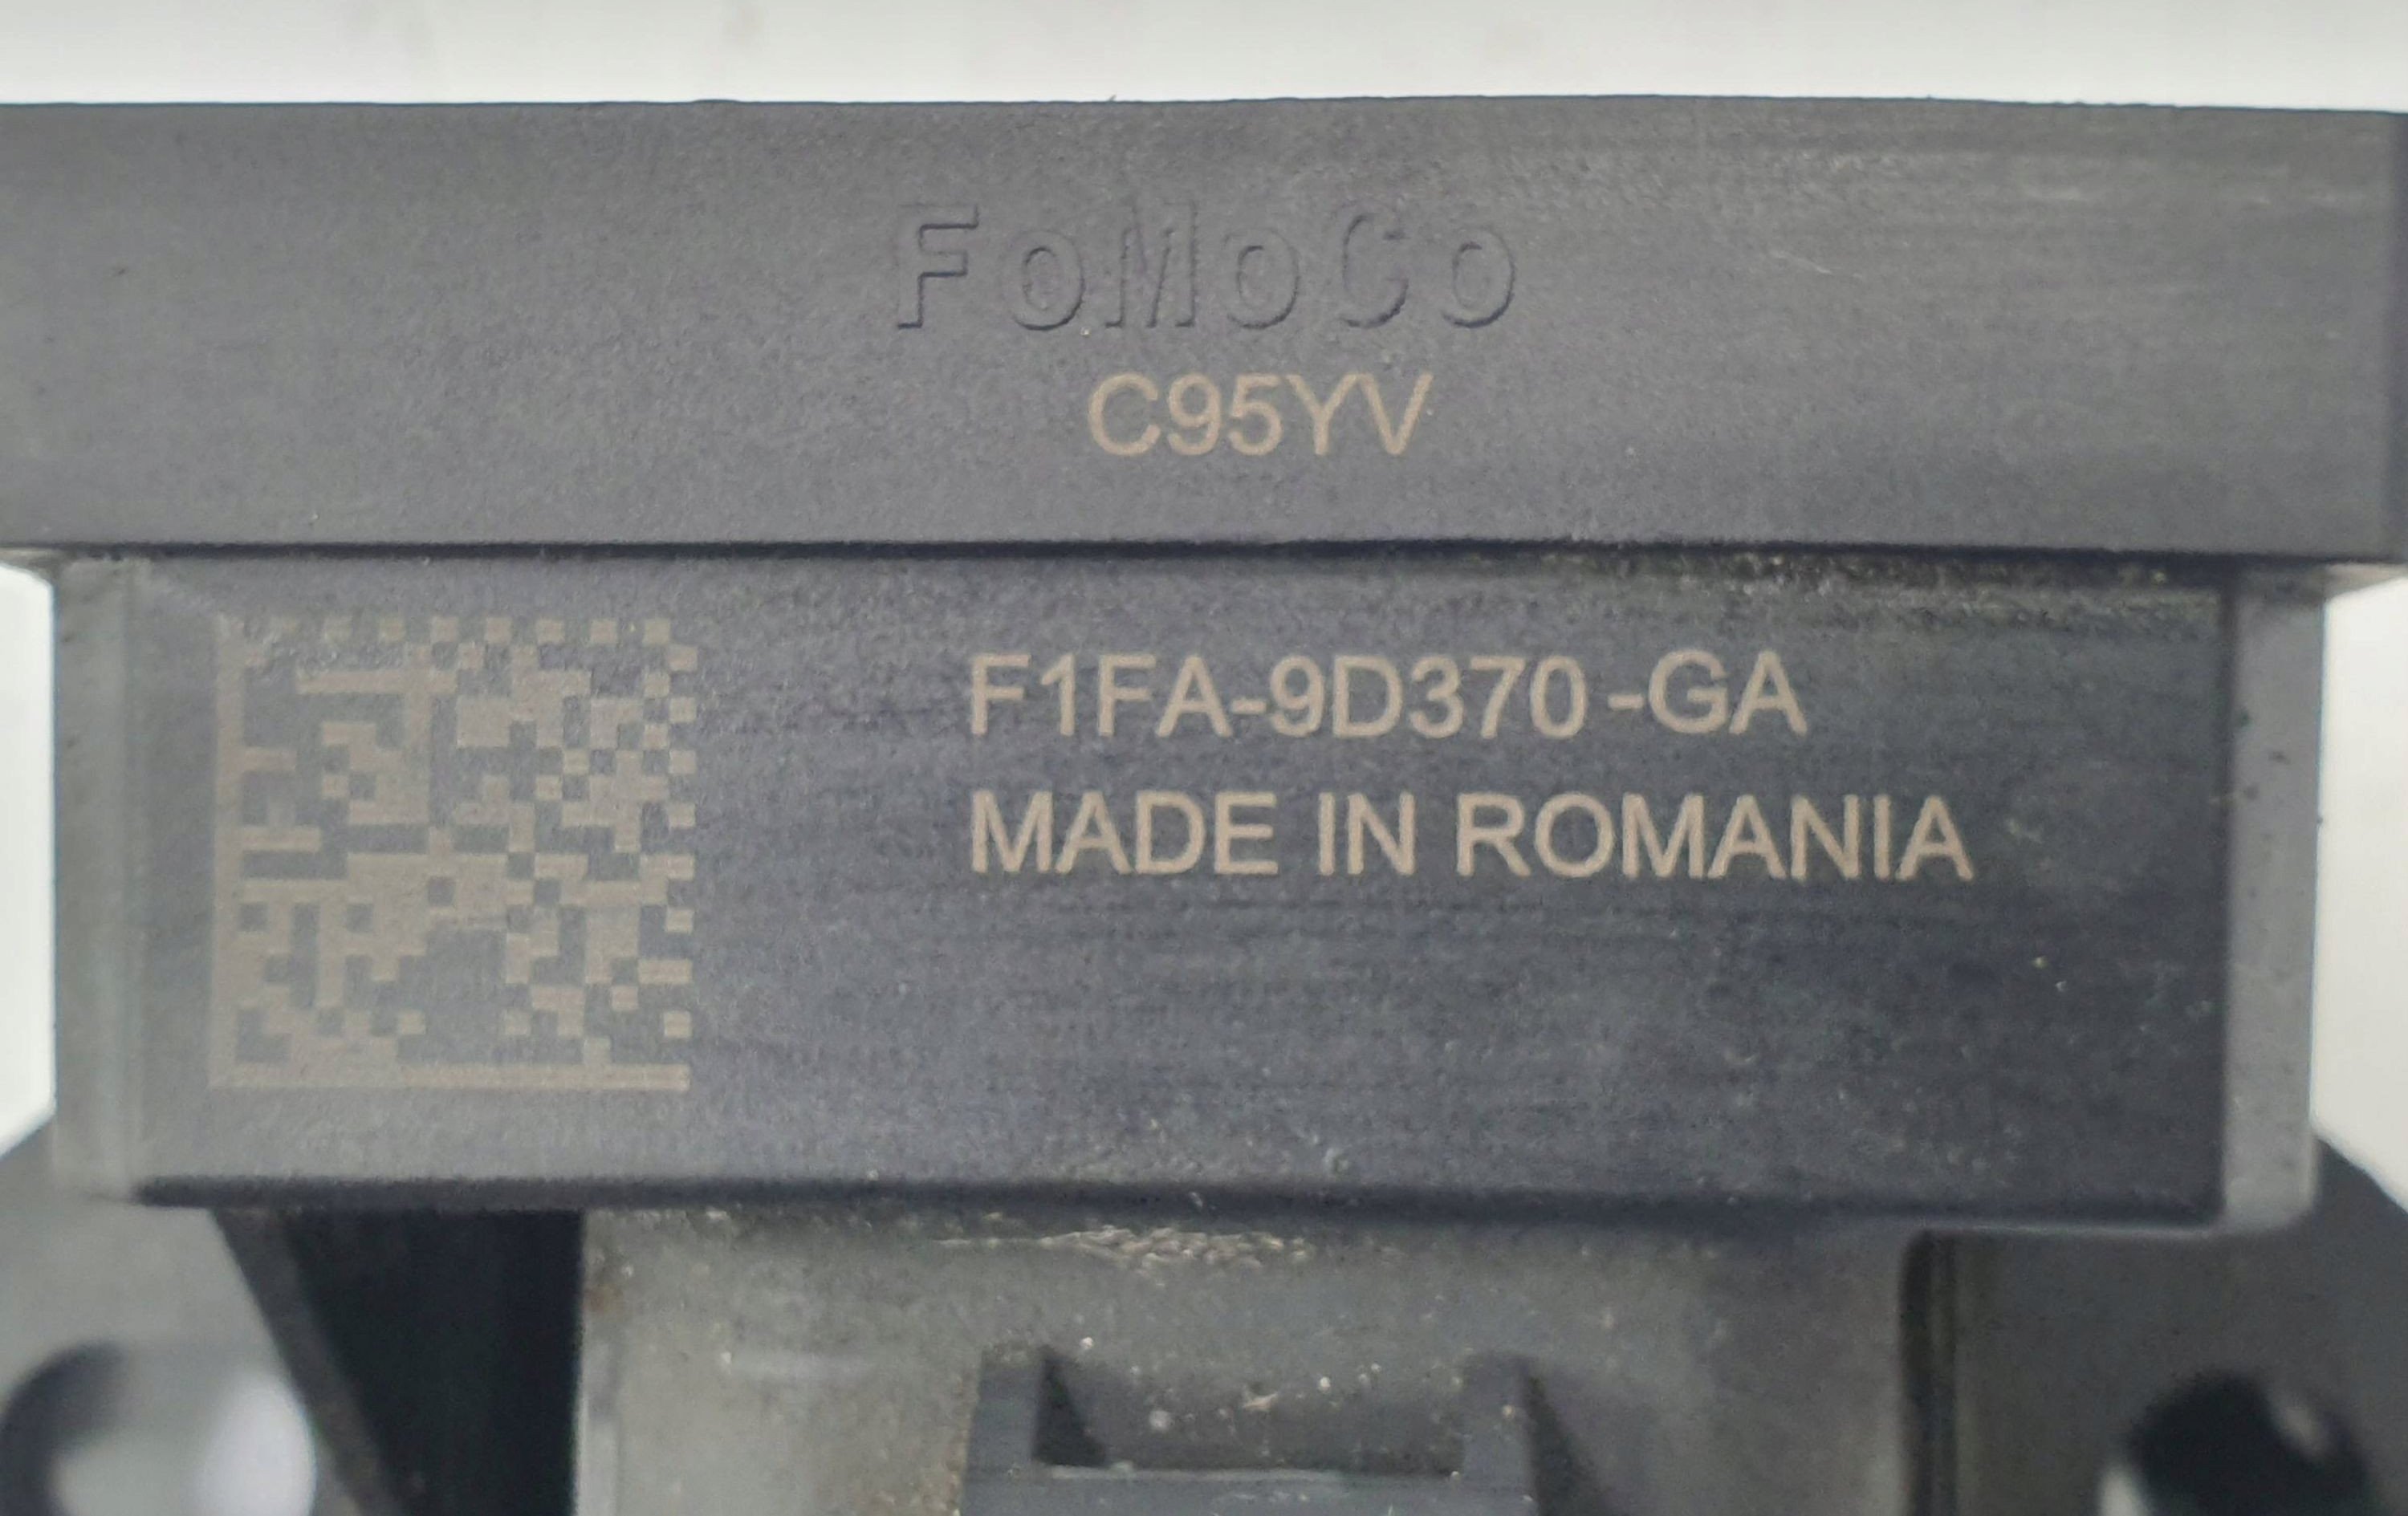 FoMoCo
C95YV
F1FA-9D370-GA
MADE IN ROMANIA